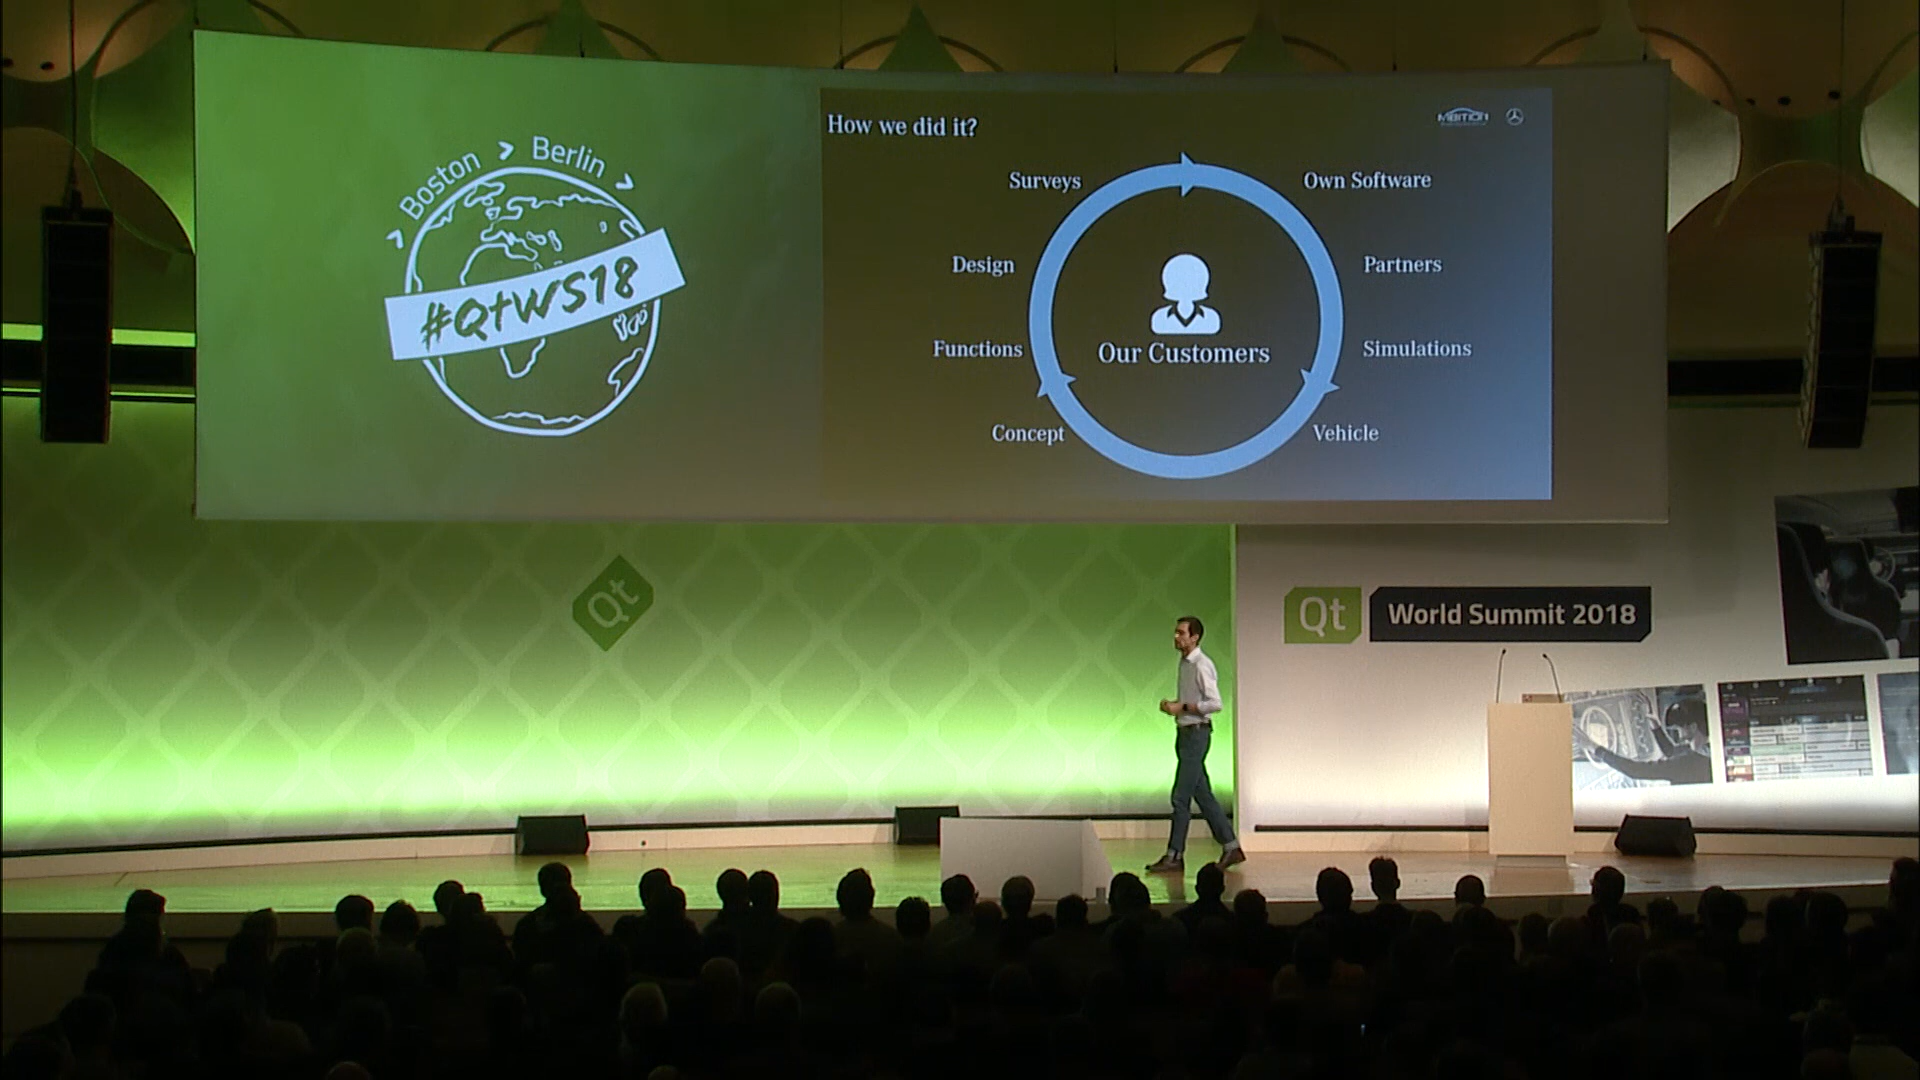 Boston > Berlin >
#QtWS18
How we did it?
MBITION
Surveys
Own Software
Design
Partners
Our Customers
Functions
Simulations
Concept
Vehicle
Qt
Qt World Summit 2018